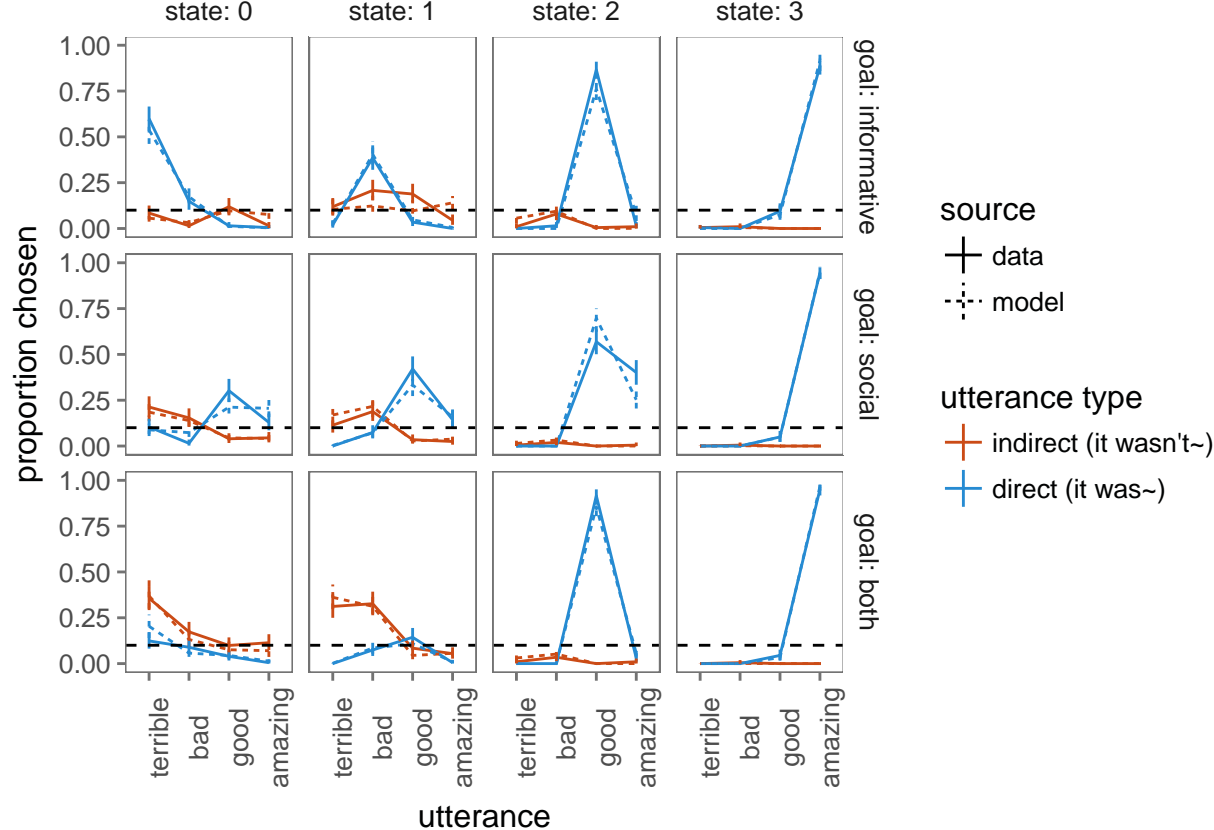 state: 0
state: 1
state: 2
state: 3
1.00
0.75
0.50
0.25
0.00
goal: informative
1.00
0.75
0.50
0.25
0.00
goal: social
1.00
0.75
0.50
0.25
0.00
goal: both
proportion chosen
terrible
bad
good
amazing
terrible
bad
good
amazing
terrible
bad
good
amazing
terrible
bad
good
amazing
utterance
source
data
model
utterance type
indirect (it wasn't~)
direct (it was~)